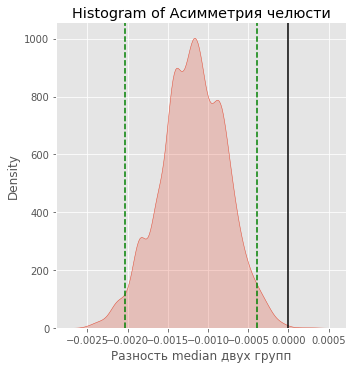 Histogram of Асимметрия челюсти
Density
1000
800
600
400
200
0
−0.0025 −0.0020 −0.0015 −0.0010 −0.0005 0.0000 0.0005
Разность median двух групп